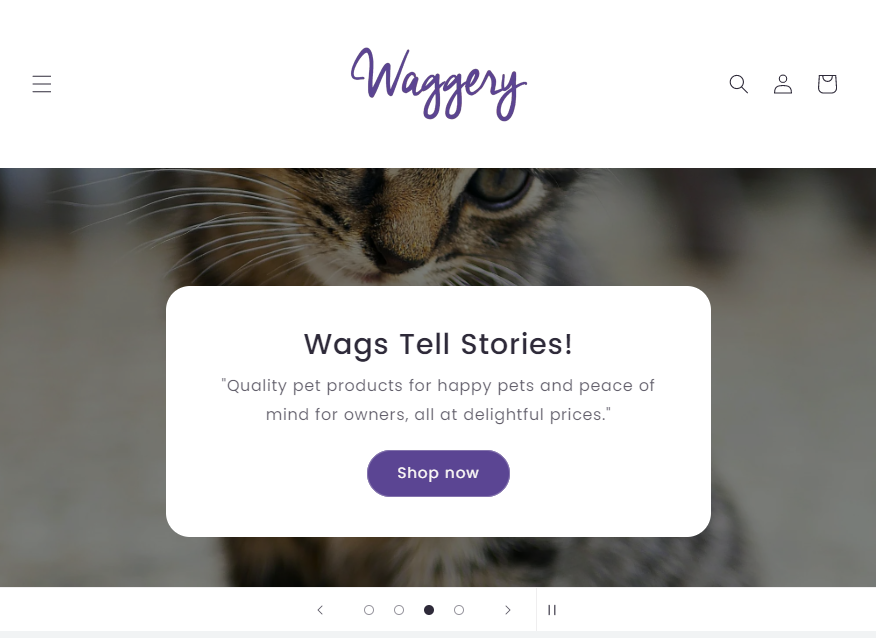 Waggery
Wags Tell Stories!
"Quality pet products for happy pets and peace of
mind for owners, all at delightful prices."
Shop now